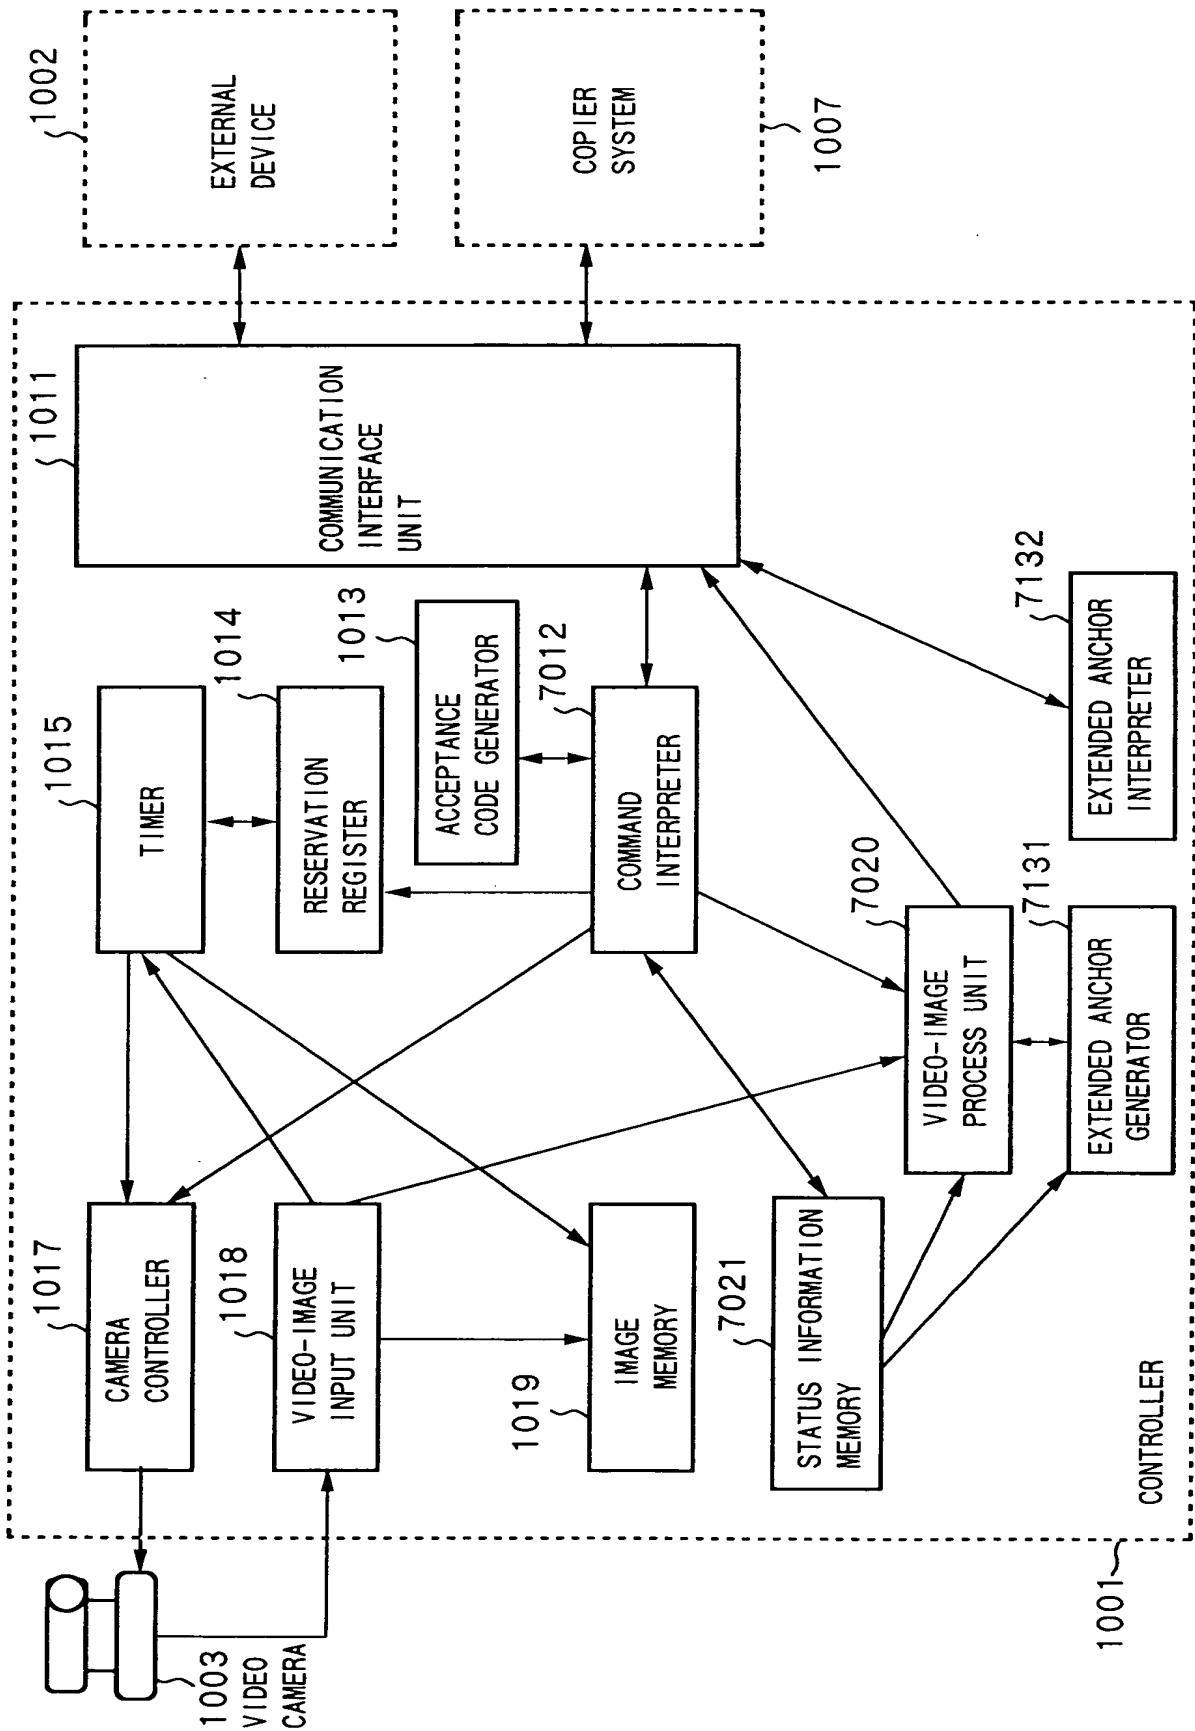 1003
VIDEO
CAMERA
1017
CAMERA
CONTROLLER
1018
VIDEO-IMAGE
INPUT UNIT
1019
IMAGE
MEMORY
7021
STATUS INFORMATION
MEMORY
1015
TIMER
1014
RESERVATION
REGISTER
1013
ACCEPTANCE
CODE GENERATOR
7012
COMMAND
INTERPRETER
7020
VIDEO-IMAGE
PROCESS UNIT
7131
EXTENDED ANCHOR
GENERATOR
7132
EXTENDED ANCHOR
INTERPRETER
1011
COMMUNICATION
INTERFACE
UNIT
1002
EXTERNAL
DEVICE
COPIER
SYSTEM
1007
CONTROLLER
1001